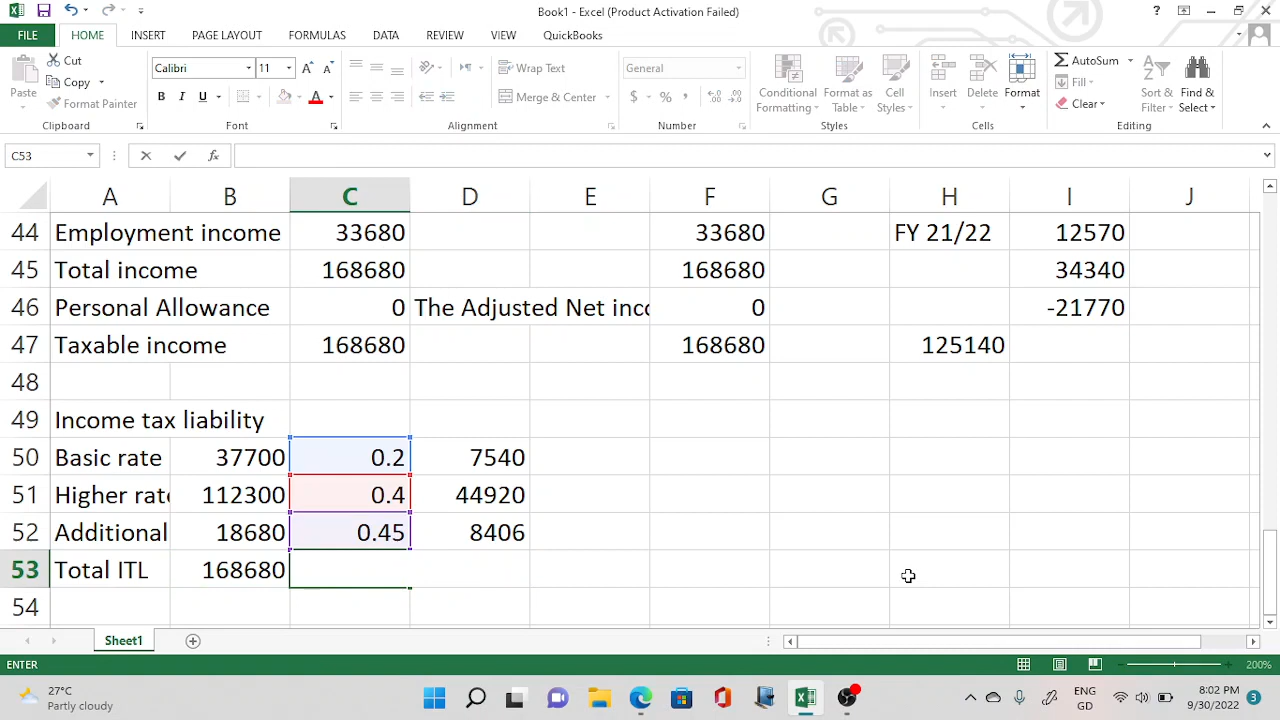 Book1 - Excel (Product Activation Failed)
FILE HOME INSERT PAGE LAYOUT FORMULAS DATA REVIEW VIEW QuickBooks
Paste Cut Copy Format Painter Clipboard
Calibri 11 B I U A Font
Wrap Text Merge & Center Alignment
General $ % , Number
Conditional Formatting Format as Table Cell Styles Styles
Insert Delete Format Cells
AutoSum Fill Clear Sort & Filter Find & Select Editing
C53 fx
A B C D E F G H I J
44 Employment income 33680 33680 FY 21/22 12570
45 Total income 168680 168680 34340
46 Personal Allowance 0 The Adjusted Net inco 0 -21770
47 Taxable income 168680 168680 125140
48
49 Income tax liability
50 Basic rate 37700 0.2 7540
51 Higher rate 112300 0.4 44920
52 Additional 18680 0.45 8406
53 Total ITL 168680
54
Sheet1
ENTER 200%
27°C
Partly cloudy
ENG
GD
8:02 PM
9/30/2022
3